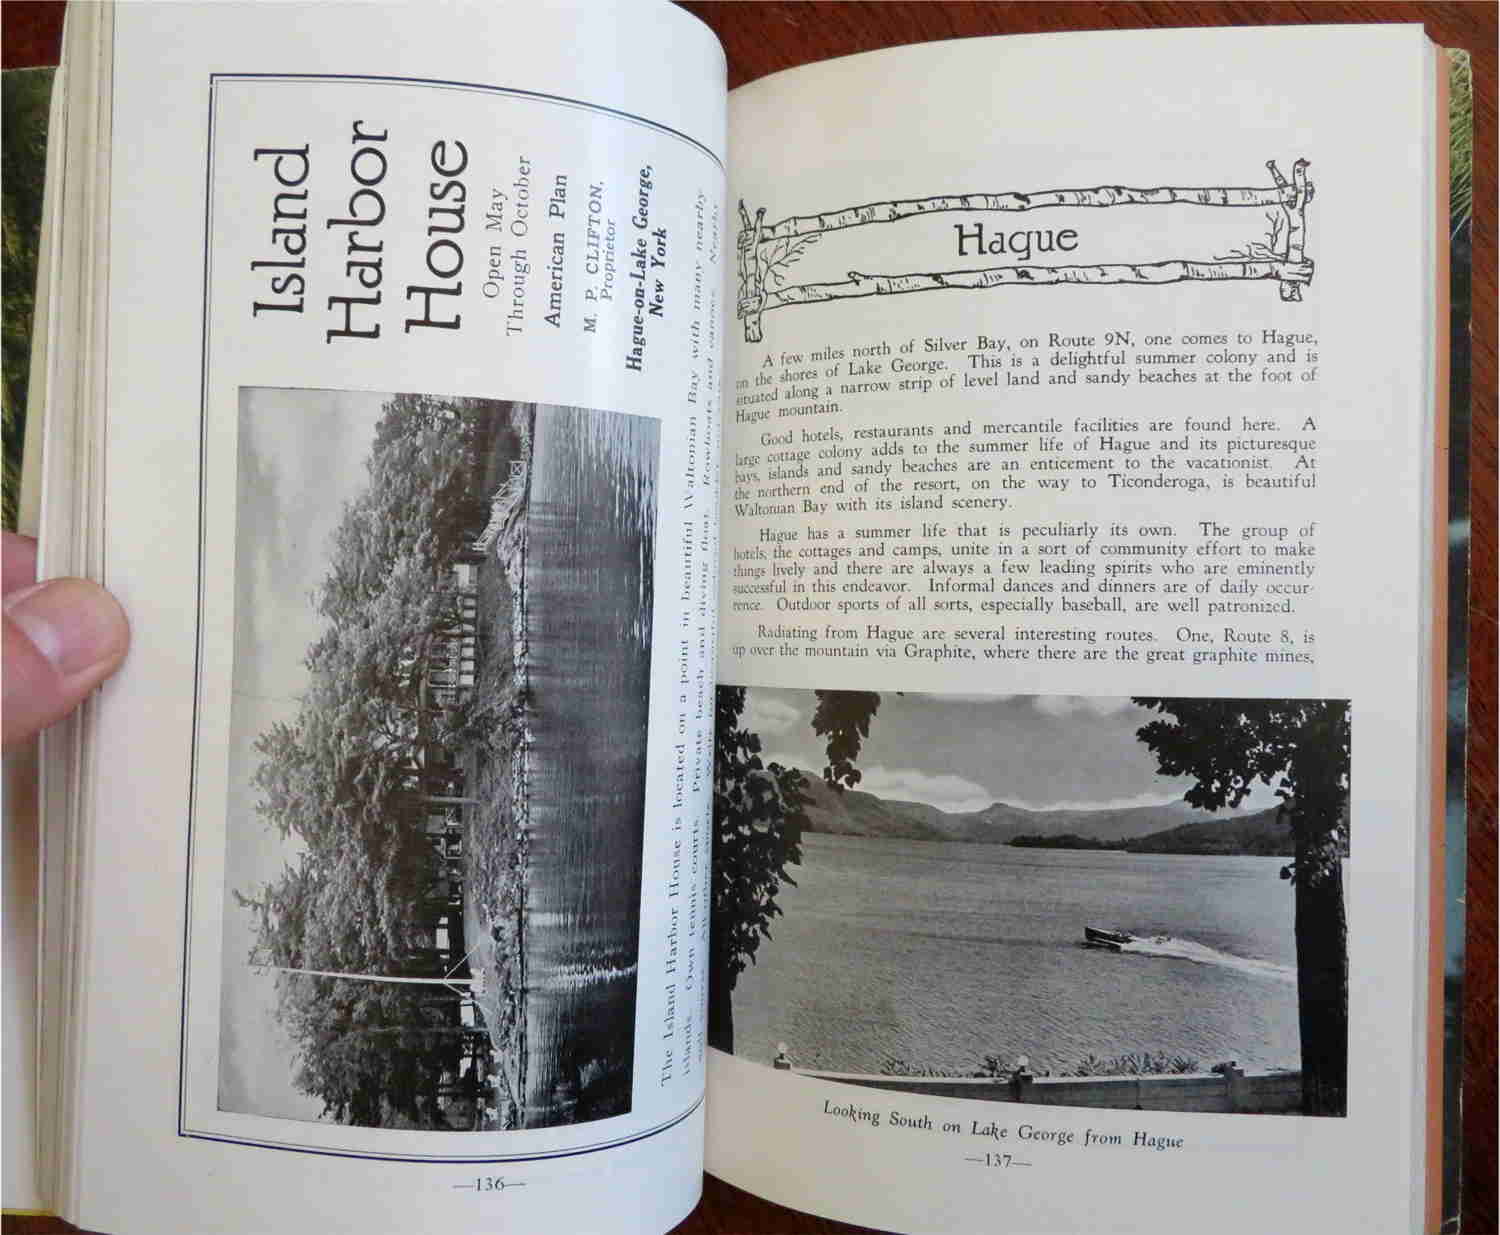 Island
Harbor
House
Open May
Through October
American Plan
M. P. CLIFTON,
Proprietor
Hague-on-Lake George,
New York
The Island Harbor House is located on a point in beautiful Waltonian Bay with many nearby
islands. Own tennis courts. Private beach and diving float. Rowboats and canoes. Nearby
—136—
Hague
A few miles north of Silver Bay, on Route 9N, one comes to Hague,
on the shores of Lake George. This is a delightful summer colony and is
situated along a narrow strip of level land and sandy beaches at the foot of
Hague mountain.
Good hotels, restaurants and mercantile facilities are found here. A
large cottage colony adds to the summer life of Hague and its picturesque
bays, islands and sandy beaches are an enticement to the vacationist. At
the northern end of the resort, on the way to Ticonderoga, is beautiful
Waltonian Bay with its island scenery.
Hague has a summer life that is peculiarly its own. The group of
hotels, the cottages and camps, unite in a sort of community effort to make
things lively and there are always a few leading spirits who are eminently
successful in this endeavor. Informal dances and dinners are of daily occur-
rence. Outdoor sports of all sorts, especially baseball, are well patronized.
Radiating from Hague are several interesting routes. One, Route 8, is
up over the mountain via Graphite, where there are the great graphite mines,
Looking South on Lake George from Hague
—137—